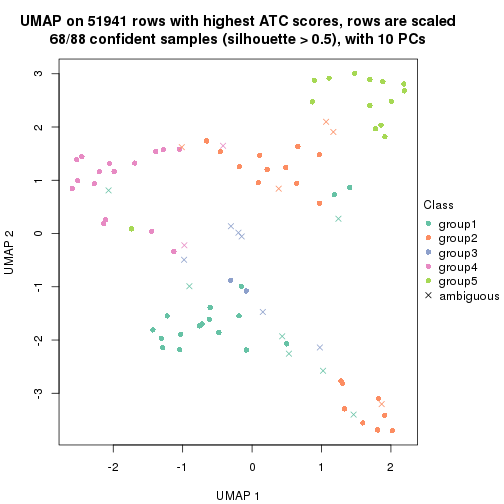 UMAP on 51941 rows with highest ATC scores, rows are scaled
68/88 confident samples (silhouette > 0.5), with 10 PCs
3
2
1
0
-1
-2
-3
UMAP 2
-2
-1
0
1
2
UMAP 1
Class
group1
group2
group3
group4
group5
ambiguous